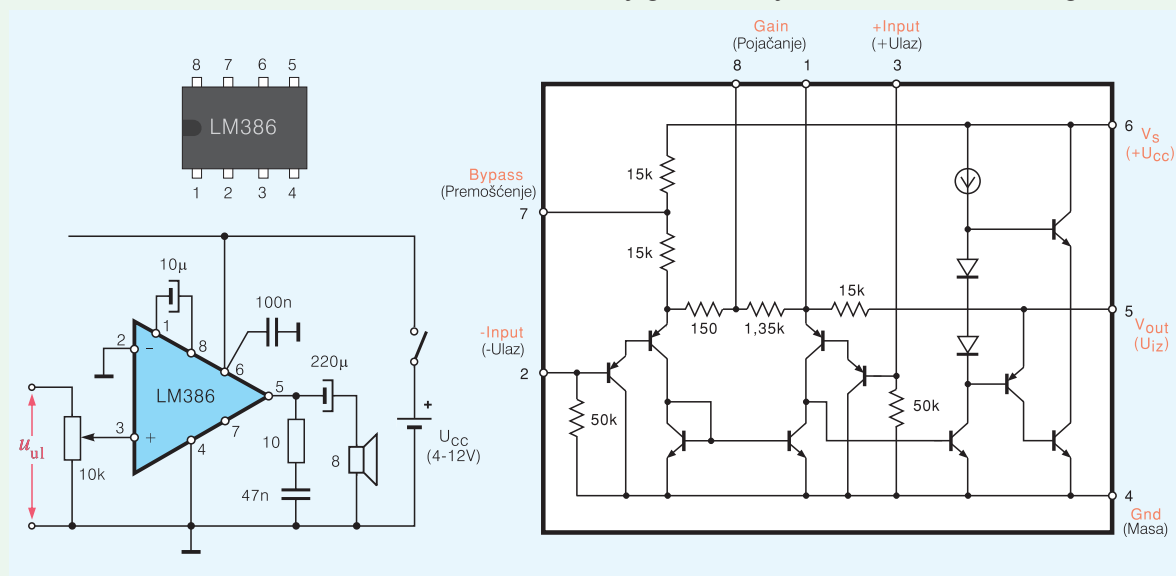 8 7 6 5
LM386
1 2 3 4
10µ
100n
1
8
2
-
6
220µ
LM386
5
+
3
+
7
4
10
8
10k
47n
u ul
UCC
(4-12V)
Gain
(Pojačanje)
+Input
(+Ulaz)
8 1 3
6
VS
(+UCC)
15k
Bypass
(Premošćenje)
7
15k
15k
150
1,35k
5
Vout
(Uiz)
-Input
(-Ulaz)
2
50k
50k
4
Gnd
(Masa)